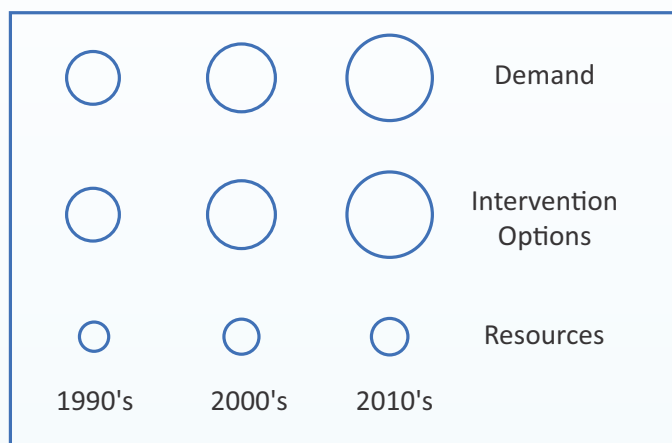 Demand
Intervention
Options
Resources
1990's
2000's
2010's